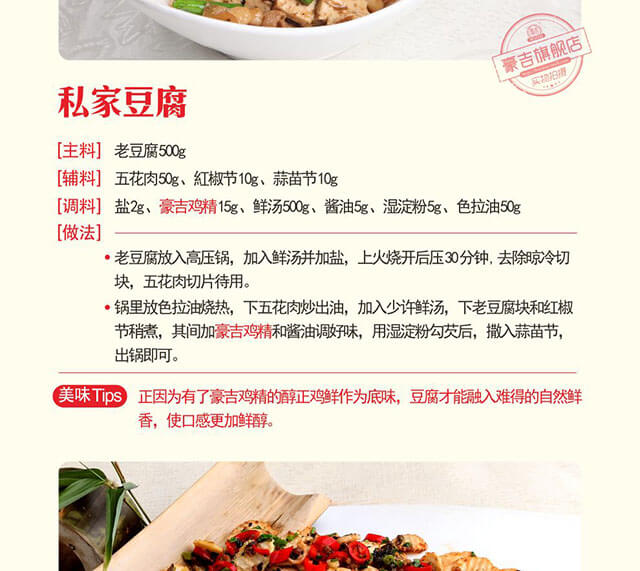 豪吉旗舰店
实物拍摄
私家豆腐
[主料] 老豆腐500g
[辅料] 五花肉50g、紅椒节10g、蒜苗节10g
[调料] 盐2g、豪吉鸡精15g、鲜汤500g、酱油5g、湿淀粉5g、色拉油50g
[做法]
• 老豆腐放入高压锅，加入鲜汤并加盐，上火烧开后压30分钟，去除晾冷切
块，五花肉切片待用。
• 锅里放色拉油烧热，下五花肉炒出油，加入少许鲜汤，下老豆腐块和红椒
节稍煮，其间加豪吉鸡精和酱油调好味，用湿淀粉勾芡后，撒入蒜苗节，
出锅即可。
美味Tips 正因为有了豪吉鸡精的醇正鸡鲜作为底味，豆腐才能融入难得的自然鲜
香，使口感更加鲜醇。